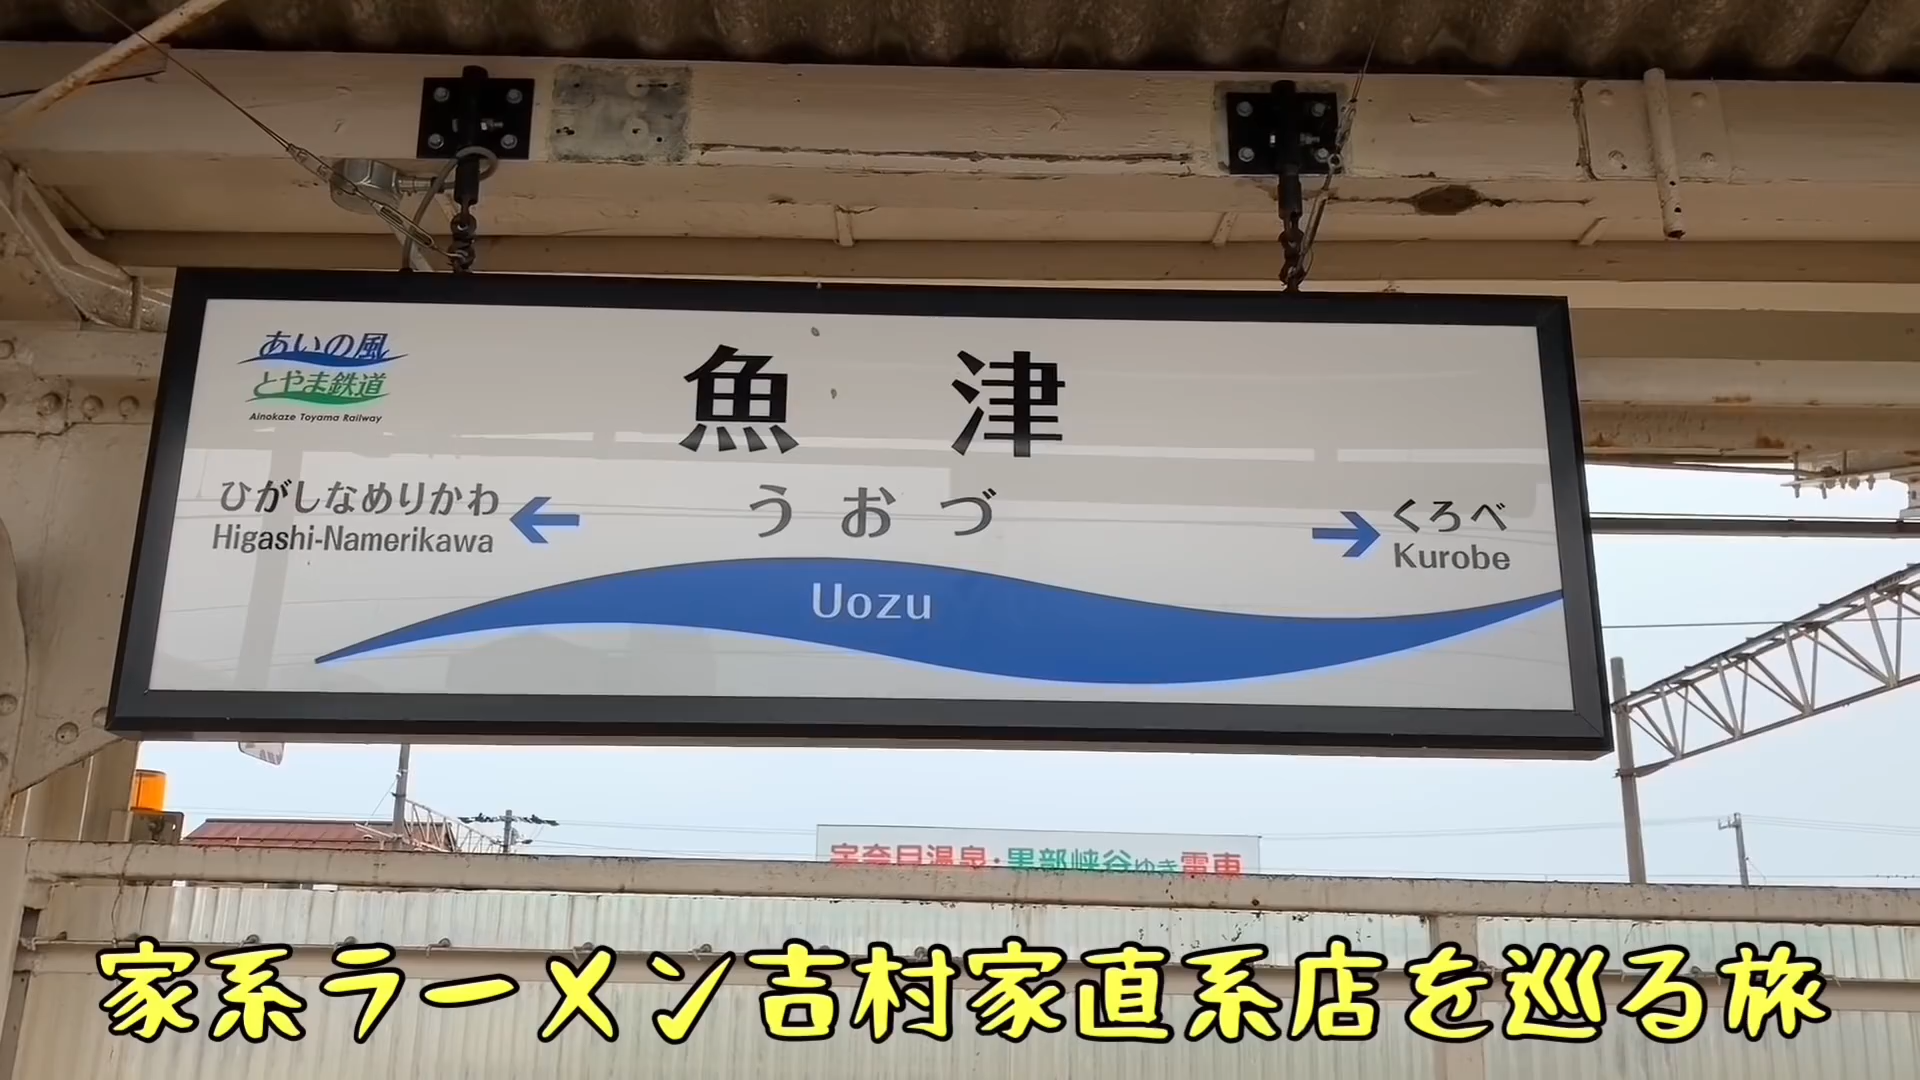 あいの風
とやま鉄道
Ainokaze Toyama Railway
魚津
うおづ
ひがしなめりかわ
Higashi-Namerikawa
くろべ
Kurobe
Uozu
宇奈月温泉・黒部峡谷ゆき電車
家系ラーメン吉村家直系店を巡る旅